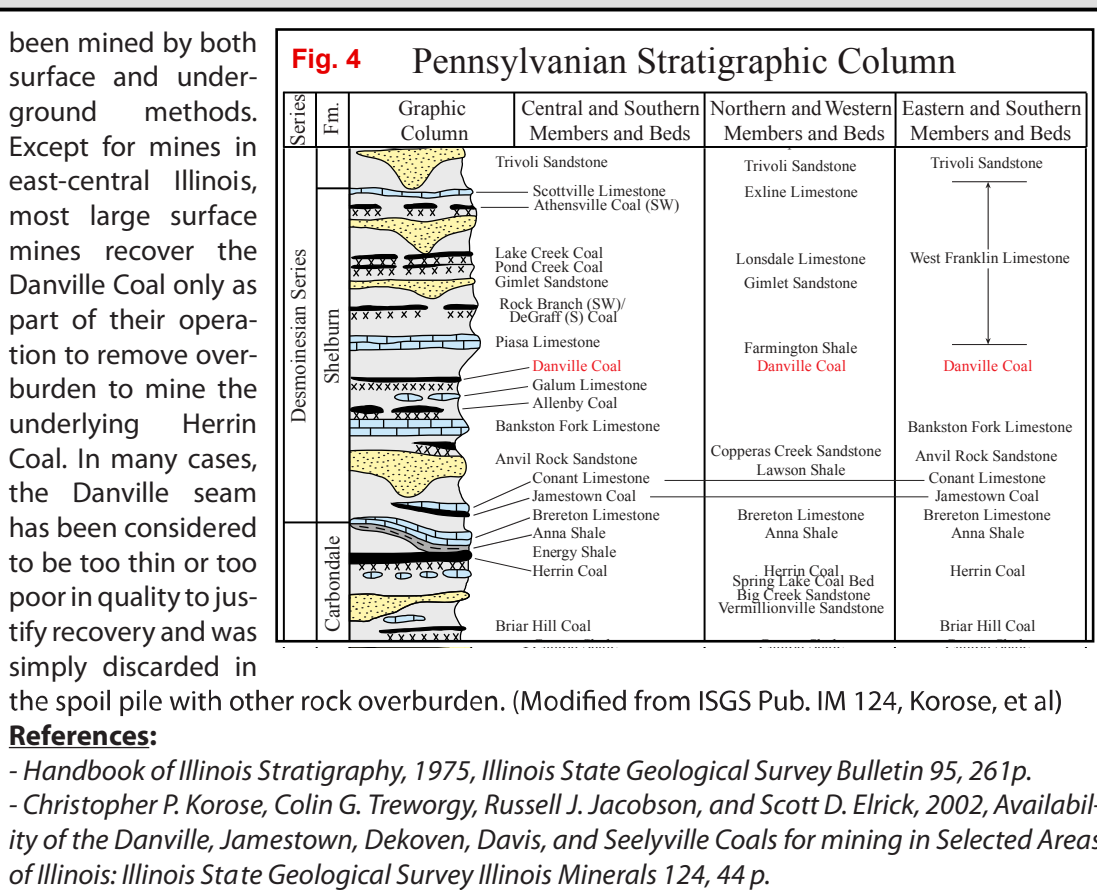 been mined by both
surface and under-
ground methods.
Except for mines in
east-central Illinois,
most large surface
mines recover the
Danville Coal only as
part of their opera-
tion to remove over-
burden to mine the
underlying Herrin
Coal. In many cases,
the Danville seam
has been considered
to be too thin or too
poor in quality to jus-
tify recovery and was
simply discarded in
the spoil pile with other rock overburden. (Modified from ISGS Pub. IM 124, Korose, et al)
Fig. 4 Pennsylvanian Stratigraphic Column
Series
Fm.
Graphic
Column
Central and Southern
Members and Beds
Northern and Western
Members and Beds
Eastern and Southern
Members and Beds
Desmoinesian Series
Shelburn
Carbondale
Trivoli Sandstone
Scottville Limestone
Athensville Coal (SW)
Lake Creek Coal
Pond Creek Coal
Gimlet Sandstone
Rock Branch (SW)/
DeGraff (S) Coal
Piasa Limestone
Danville Coal
Galum Limestone
Allenby Coal
Bankston Fork Limestone
Anvil Rock Sandstone
Conant Limestone
Jamestown Coal
Brereton Limestone
Anna Shale
Energy Shale
Herrin Coal
Briar Hill Coal
Trivoli Sandstone
Exline Limestone
Lonsdale Limestone
Gimlet Sandstone
Farmington Shale
Danville Coal
Copperas Creek Sandstone
Lawson Shale
Brereton Limestone
Anna Shale
Herrin Coal
Spring Lake Coal Bed
Big Creek Sandstone
Vermillionville Sandstone
Trivoli Sandstone
West Franklin Limestone
Danville Coal
Bankston Fork Limestone
Anvil Rock Sandstone
Conant Limestone
Jamestown Coal
Brereton Limestone
Anna Shale
Herrin Coal
Briar Hill Coal
References:
- Handbook of Illinois Stratigraphy, 1975, Illinois State Geological Survey Bulletin 95, 261p.
- Christopher P. Korose, Colin G. Treworgy, Russell J. Jacobson, and Scott D. Elrick, 2002, Availabil-
ity of the Danville, Jamestown, Dekoven, Davis, and Seelyville Coals for mining in Selected Areas
of Illinois: Illinois State Geological Survey Illinois Minerals 124, 44 p.